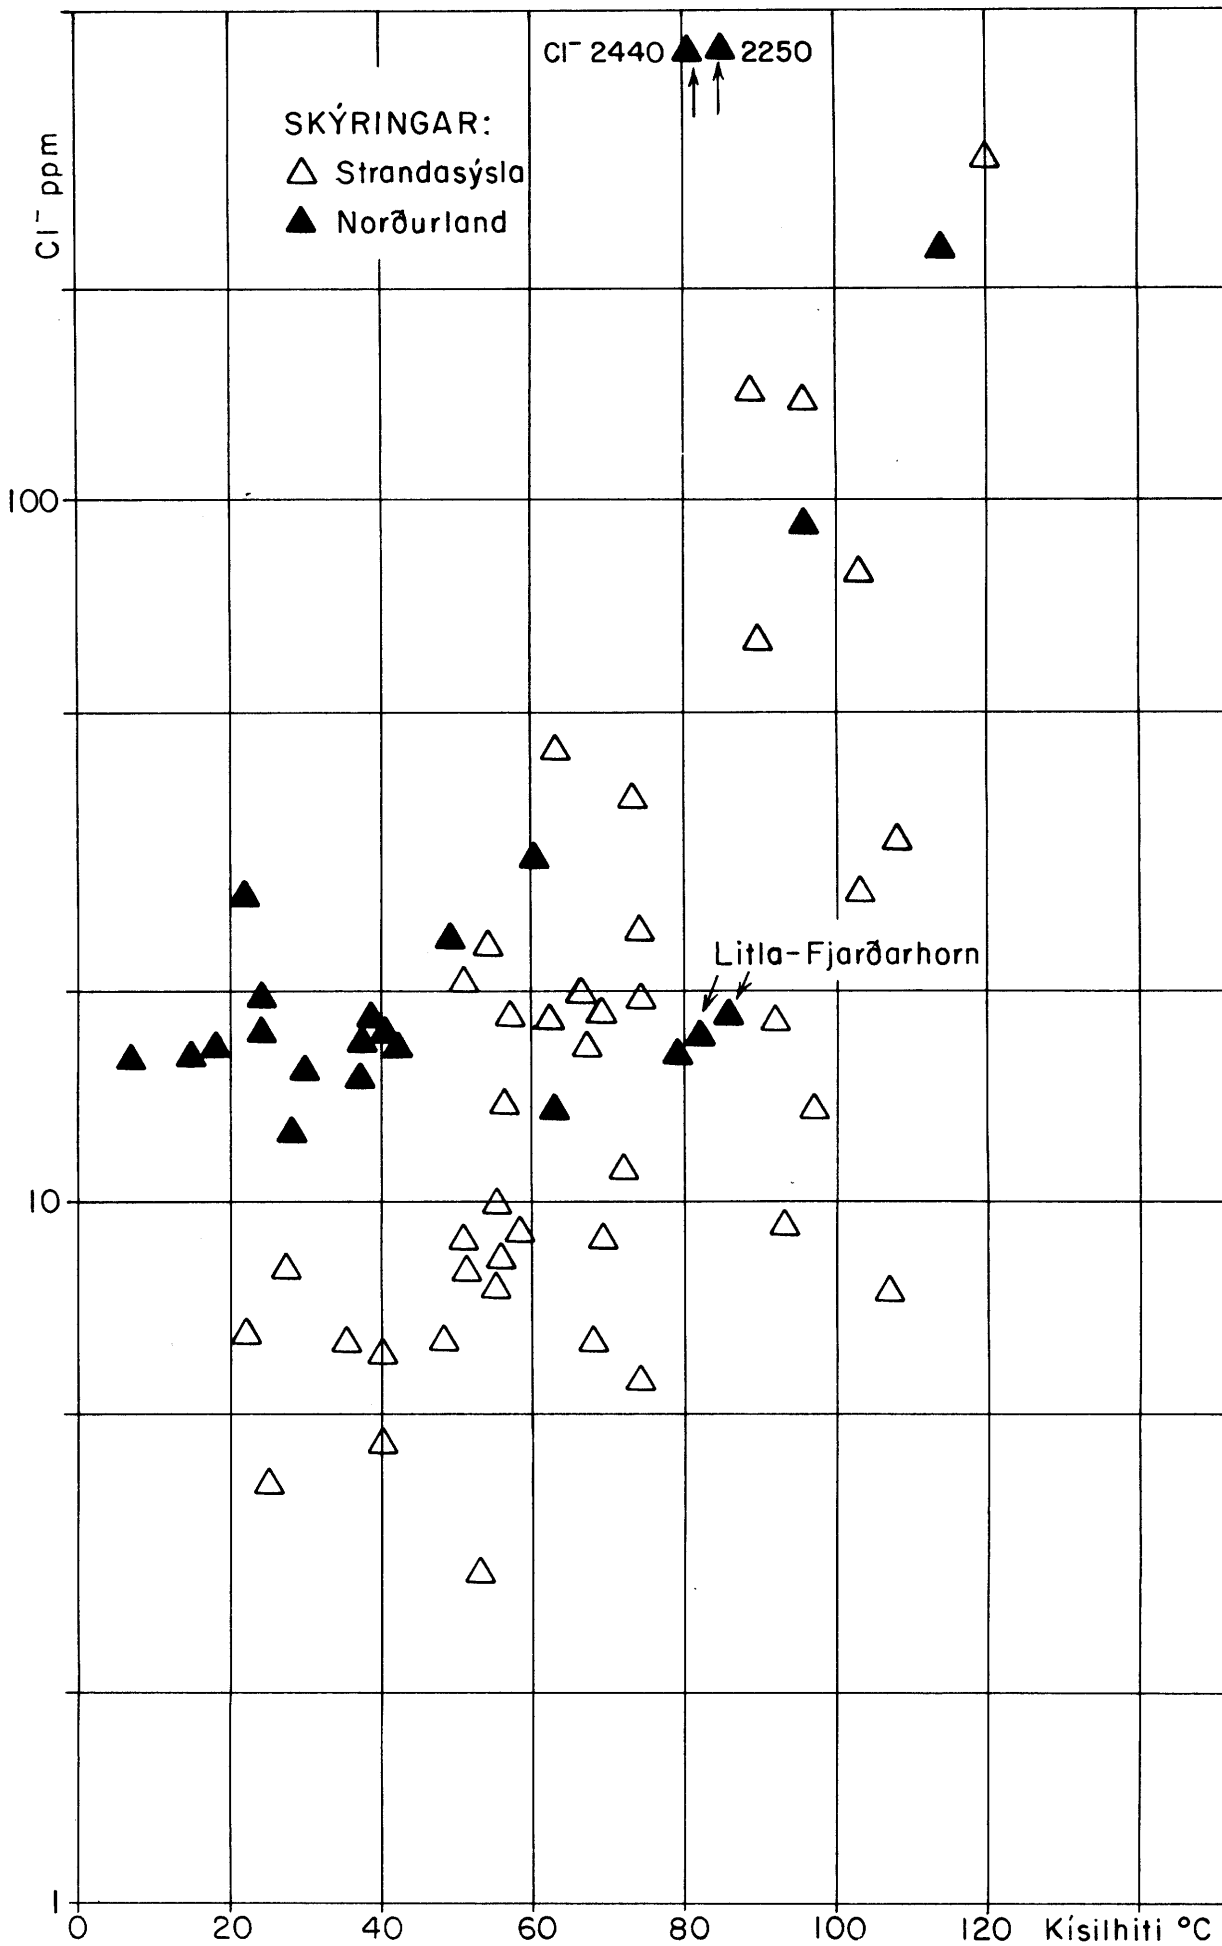 Cl⁻ 2440 2250
SKÝRINGAR:
Strandasýsla
Norðurland
Cl⁻ ppm
100
Litla-Fjarðarhorn
10
1
0 20 40 60 80 100 120 Kísilhiti °C